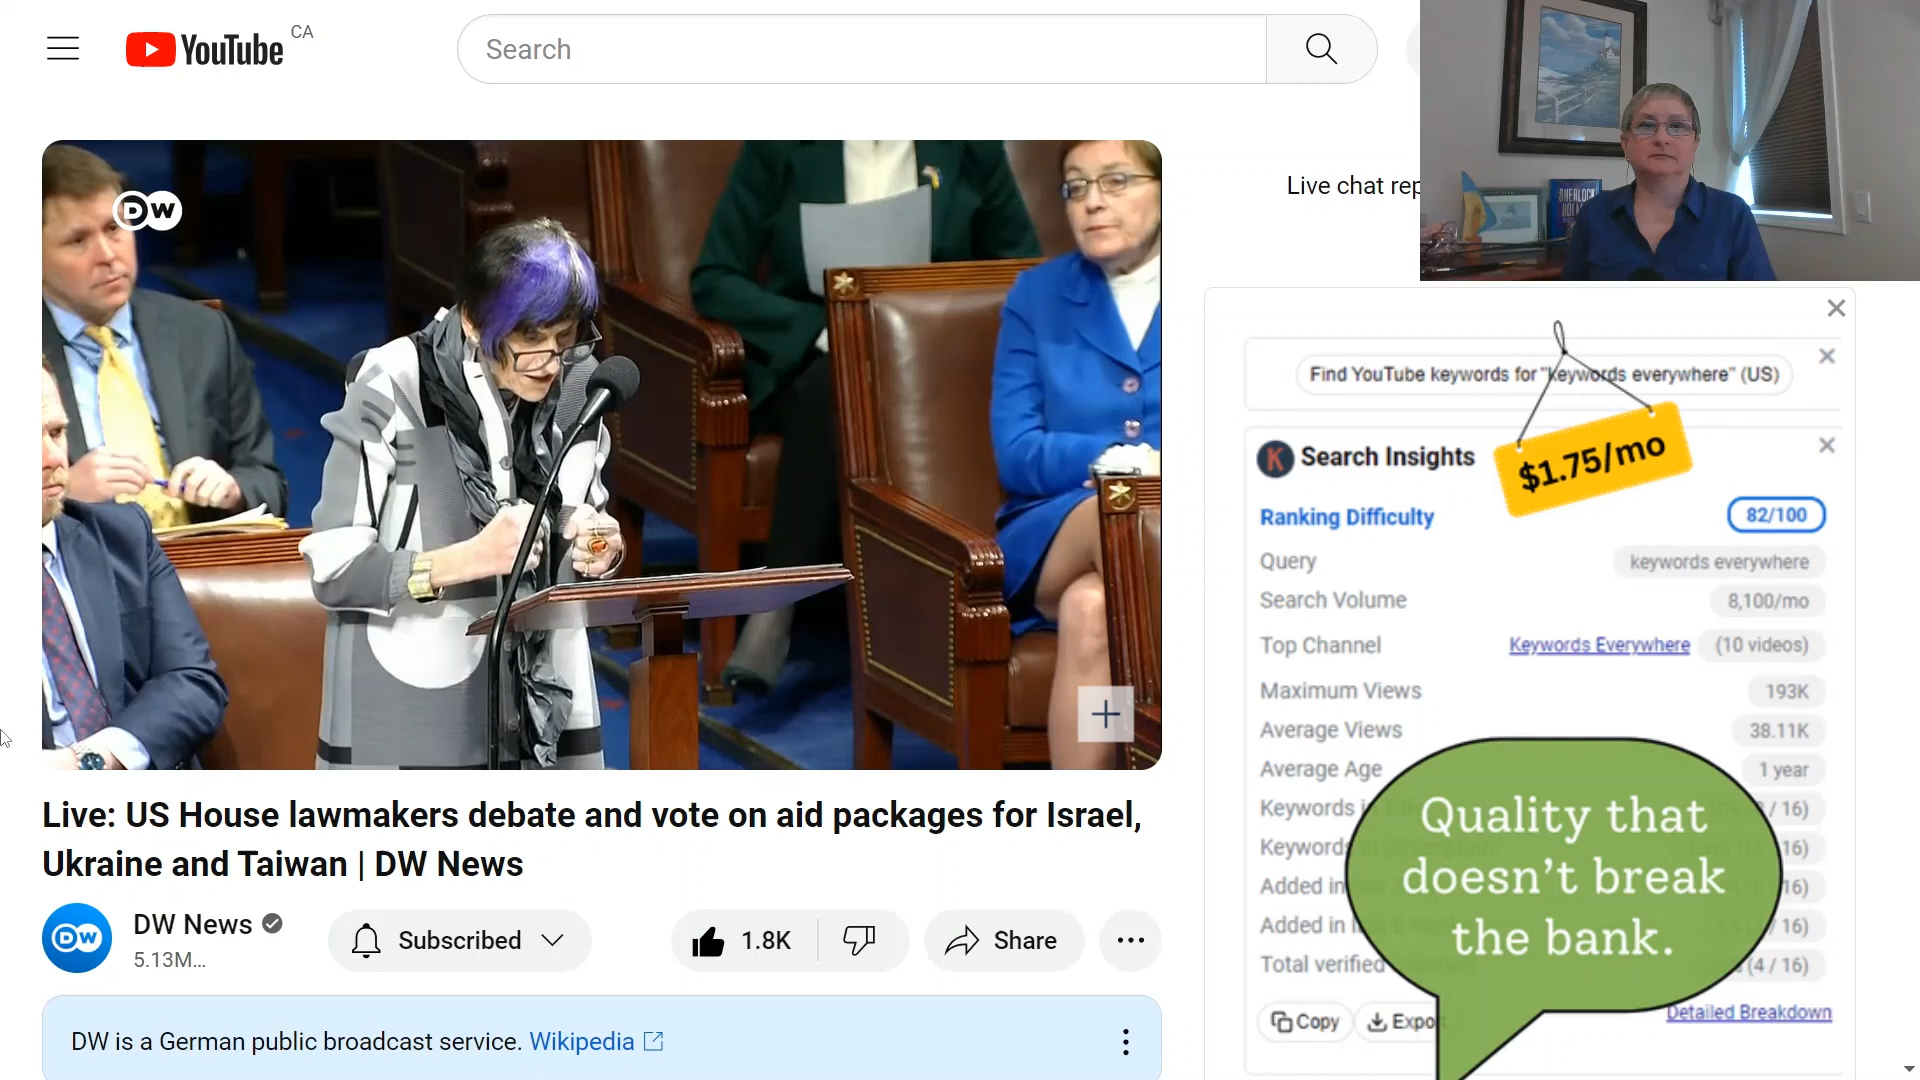 YouTube CA
Search
DW
Live chat rep
SHERLOCK
Live: US House lawmakers debate and vote on aid packages for Israel,
Ukraine and Taiwan | DW News
DW
DW News
5.13M...
Subscribed
1.8K
Share
DW is a German public broadcast service. Wikipedia
Find YouTube keywords for "keywords everywhere" (US)
$1.75/mo
K Search Insights
Ranking Difficulty 82/100
Query keywords everywhere
Search Volume 8,100/mo
Top Channel Keywords Everywhere (10 videos)
Maximum Views 193K
Average Views 38.11K
Average Age 1 year
Keywords / 16)
Keywords 16)
Added in 16)
Added in / 16)
Total verified (4 / 16)
Copy Export
Detailed Breakdown
Quality that
doesn't break
the bank.